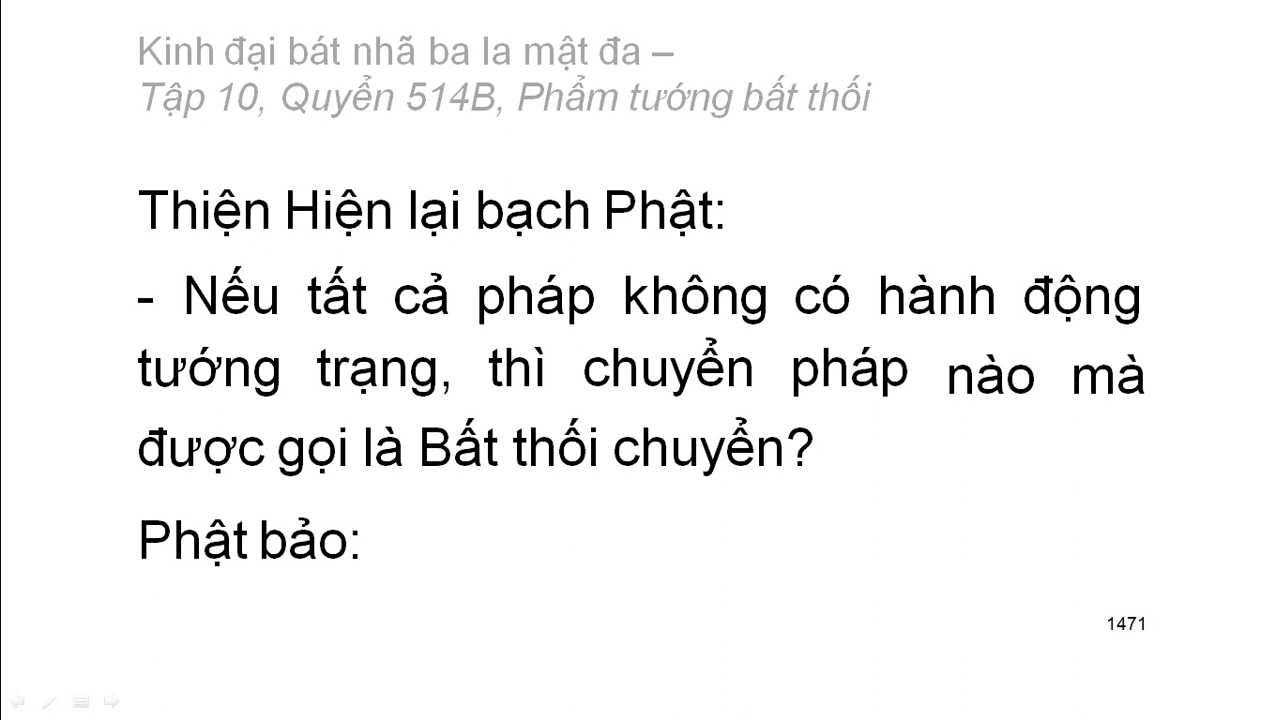 Kinh đại bát nhã ba la mật đa –
Tập 10, Quyển 514B, Phẩm tướng bất thối
Thiện Hiện lại bạch Phật:
- Nếu tất cả pháp không có hành động
tướng trạng, thì chuyển pháp nào mà
được gọi là Bất thối chuyển?
Phật bảo:
1471